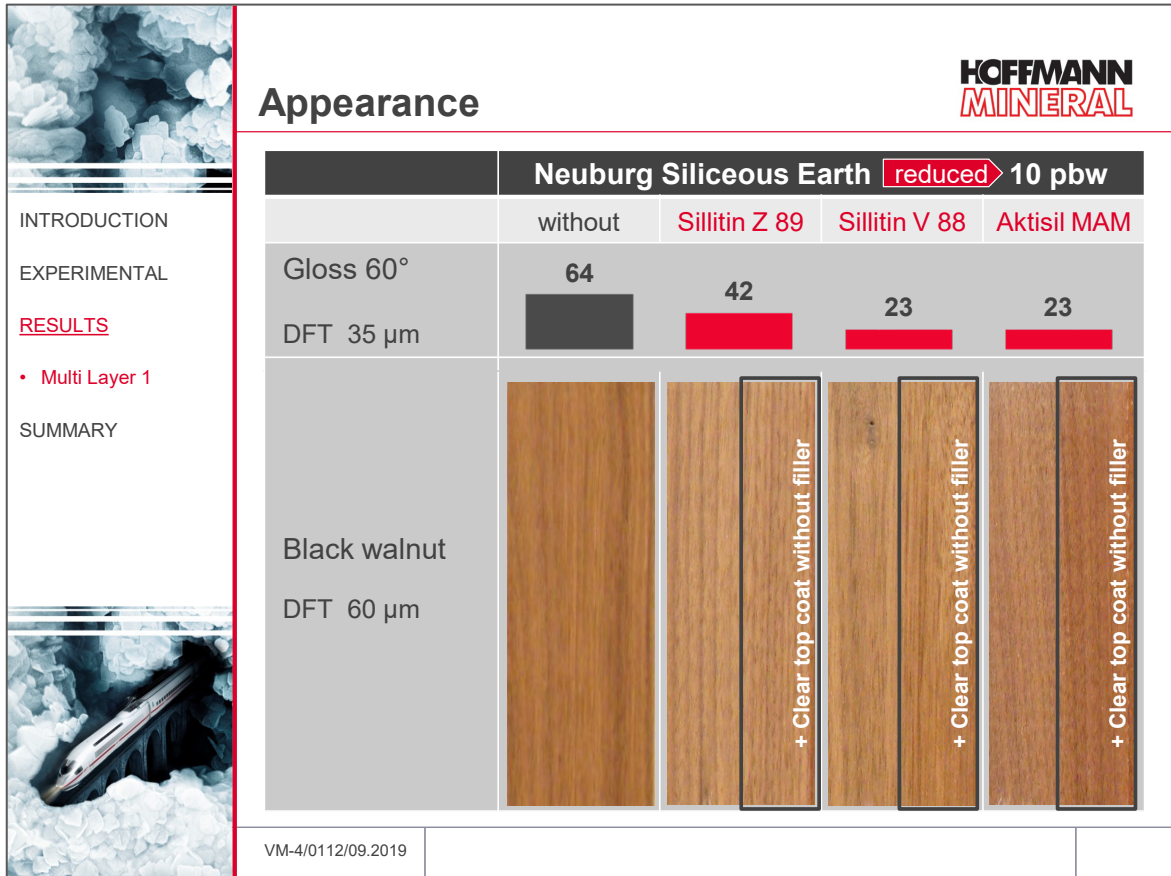 HOFFMANN
MINERAL
Appearance
INTRODUCTION
EXPERIMENTAL
RESULTS
• Multi Layer 1
SUMMARY
Neuburg Siliceous Earth reduced 10 pbw
without Sillitin Z 89 Sillitin V 88 Aktisil MAM
Gloss 60°
DFT 35 µm
64 42 23 23
Black walnut
DFT 60 µm
+ Clear top coat without filler
+ Clear top coat without filler
+ Clear top coat without filler
VM-4/0112/09.2019